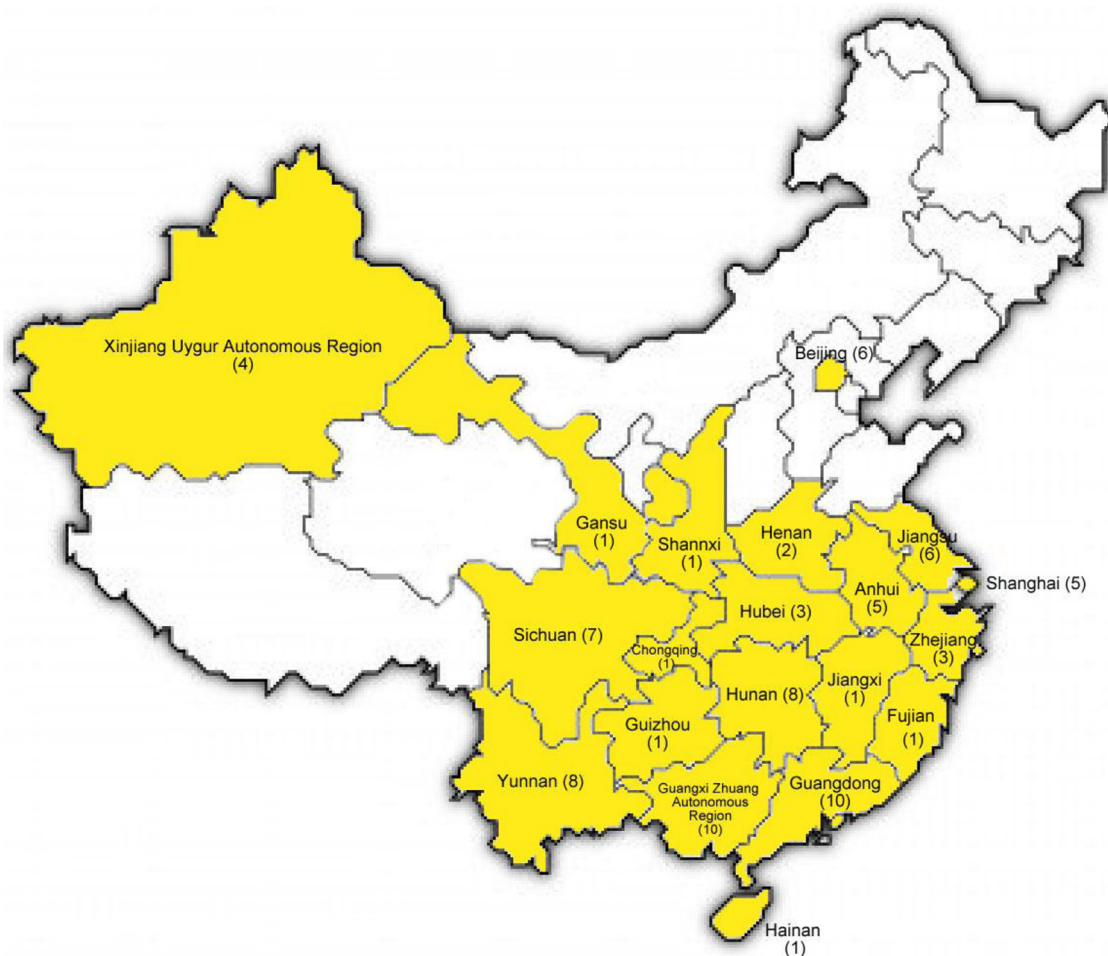 Xinjiang Uygur Autonomous Region
(4)
Beijing (6)
Gansu
(1)
Shannxi
(1)
Henan
(2)
Jiangsu
(6)
Anhui
(5)
Shanghai (5)
Hubei (3)
Sichuan (7)
Chongqing
(1)
Zhejiang
(3)
Jiangxi
(1)
Hunan (8)
Fujian
(1)
Guizhou
(1)
Yunnan (8)
Guangxi Zhuang
Autonomous
Region
(10)
Guangdong
(10)
Hainan
(1)